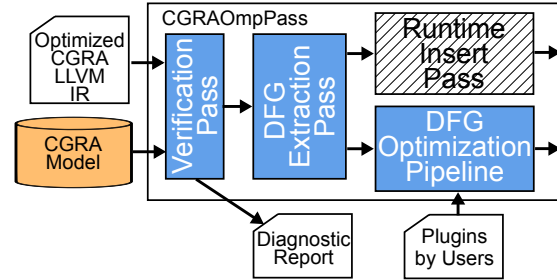 CGRAOmpPass
Optimized
CGRA
LLVM
IR
CGRA
Model
Verification
Pass
DFG
Extraction
Pass
Runtime
Insert
Pass
DFG
Optimization
Pipeline
Diagnostic
Report
Plugins
by Users